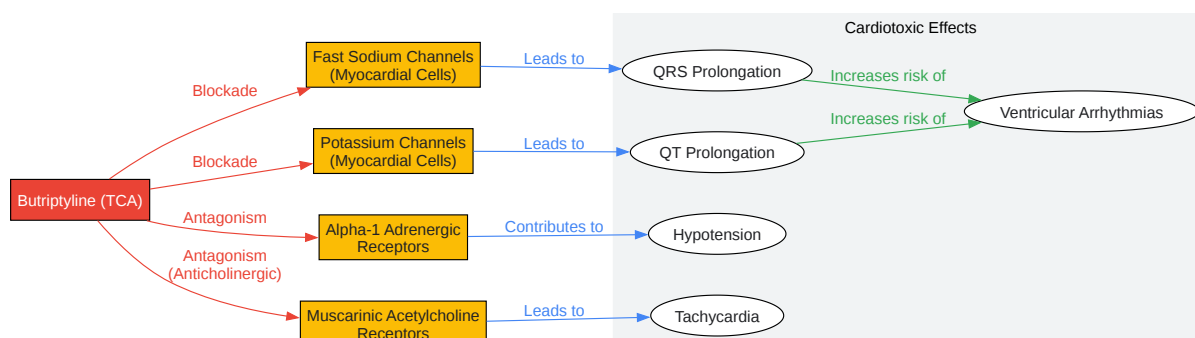 Cardiotoxic Effects
Fast Sodium Channels
(Myocardial Cells)
Leads to
QRS Prolongation
Increases risk of
Blockade
Ventricular Arrhythmias
Increases risk of
Potassium Channels
(Myocardial Cells)
Leads to
QT Prolongation
Blockade
Butriptyline (TCA)
Antagonism
Alpha-1 Adrenergic
Receptors
Contributes to
Hypotension
Antagonism
(Anticholinergic)
Muscarinic Acetylcholine
Receptors
Leads to
Tachycardia